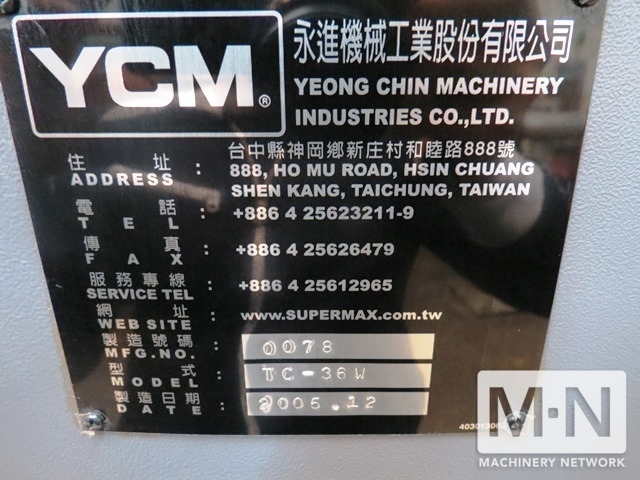 YCM®
永進機械工業股份有限公司
YEONG CHIN MACHINERY
INDUSTRIES CO.,LTD.
住 址 : 台中縣神岡鄉新庄村和睦路888號
ADDRESS 888, HO MU ROAD, HSIN CHUANG
SHEN KANG, TAICHUNG, TAIWAN
電 話 : +886 4 25623211-9
TEL
傳 真 : +886 4 25626479
FAX
服務專線 : +886 4 25612965
SERVICE TEL
網 址 : www.SUPERMAX.com.tw
WEB SITE
製造號碼 : 0078
MFG.NO.
型 式 : TC-36W
MODEL
製造日期 : 2005.12
DATE
M·N
MACHINERY NETWORK